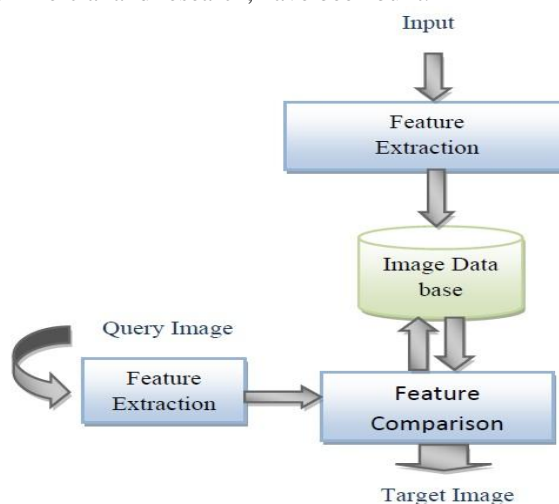 Input
Feature
Extraction
Image Data
base
Query Image
Feature
Extraction
Feature
Comparison
Target Image